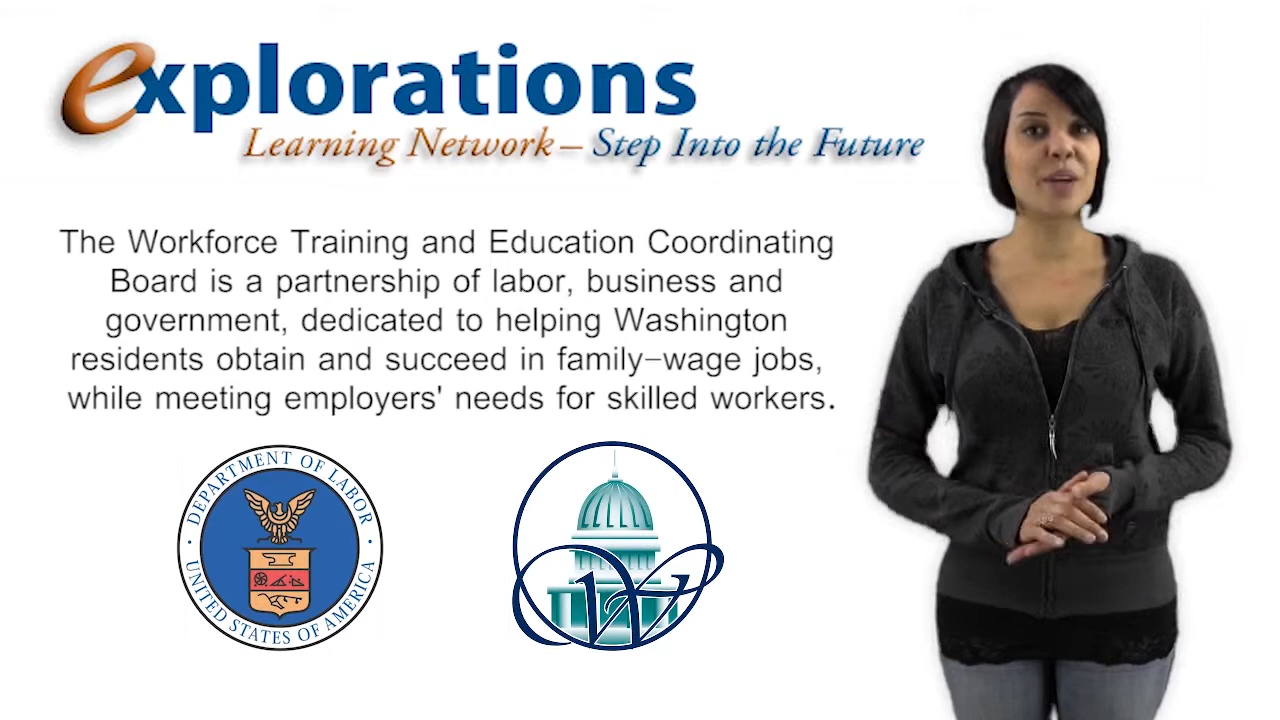 explorations
Learning Network – Step Into the Future
The Workforce Training and Education Coordinating
Board is a partnership of labor, business and
government, dedicated to helping Washington
residents obtain and succeed in family-wage jobs,
while meeting employers' needs for skilled workers.
DEPARTMENT OF LABOR
UNITED STATES OF AMERICA
W